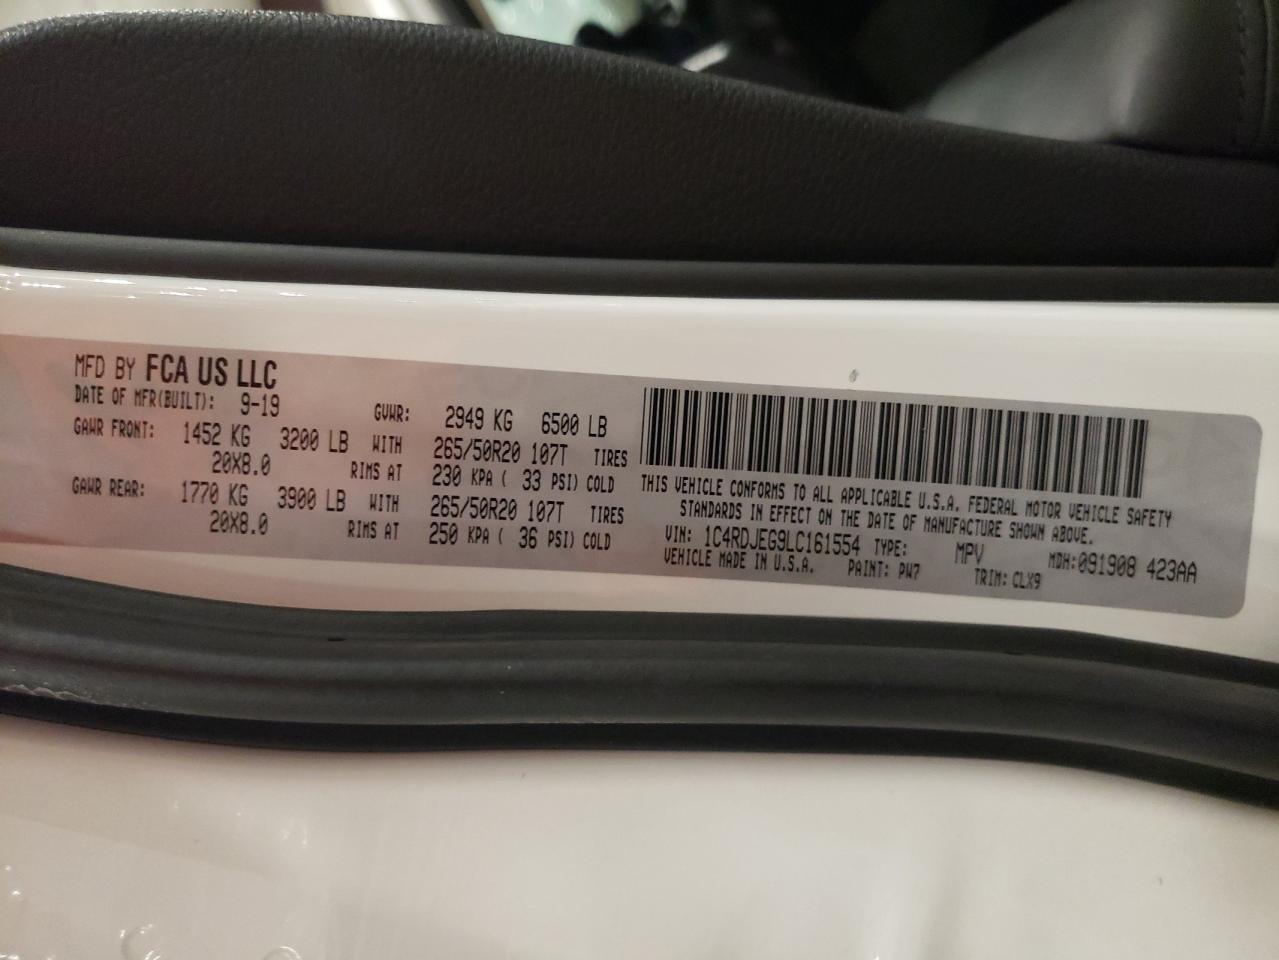 MFD BY FCA US LLC
DATE OF MFR(BUILT): 9-19 GVWR: 2949 KG 6500 LB
GAWR FRONT: 1452 KG 3200 LB WITH 265/50R20 107T TIRES
20X8.0 RIMS AT 230 KPA ( 33 PSI) COLD
GAWR REAR: 1770 KG 3900 LB WITH 265/50R20 107T TIRES
20X8.0 RIMS AT 250 KPA ( 36 PSI) COLD
THIS VEHICLE CONFORMS TO ALL APPLICABLE U.S.A. FEDERAL MOTOR VEHICLE SAFETY
STANDARDS IN EFFECT ON THE DATE OF MANUFACTURE SHOWN ABOVE.
VIN: 1C4RDJEG9LC161554 TYPE: MPV MDH:091908 423AA
VEHICLE MADE IN U.S.A. PAINT: PW7 TRIM: CLX9